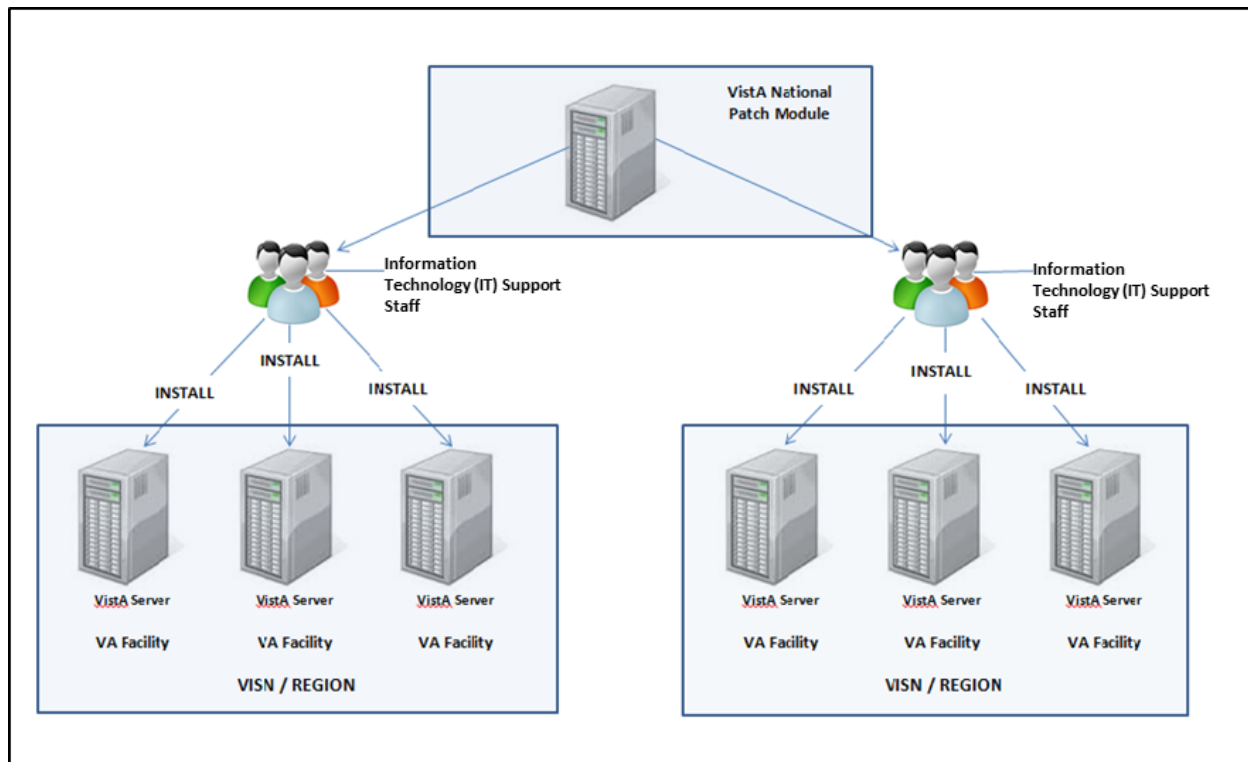 VistA National
Patch Module
Information
Technology (IT) Support
Staff
Information
Technology (IT) Support
Staff
INSTALL
INSTALL
INSTALL
INSTALL
INSTALL
INSTALL
VistA Server
VistA Server
VistA Server
VA Facility
VA Facility
VA Facility
VISN / REGION
VistA Server
VistA Server
VistA Server
VA Facility
VA Facility
VA Facility
VISN / REGION